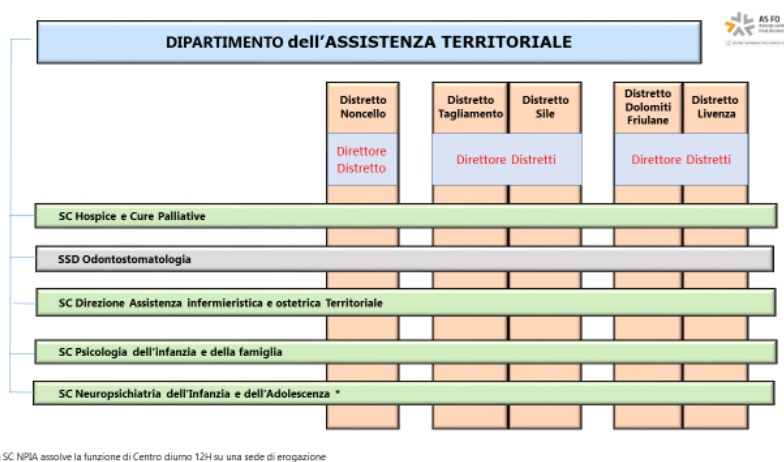 DIPARTIMENTO dell'ASSISTENZA TERRITORIALE
AS FO
Distretto
Noncello
Distretto
Tagliamento
Distretto
Sile
Distretto
Dolomiti
Friulane
Distretto
Livenza
Direttore
Distretto
Direttore Distretti
Direttore Distretti
SC Hospice e Cure Palliative
SSD Odontostomatologia
SC Direzione Assistenza infermieristica e ostetrica Territoriale
SC Psicologia dell'infanzia e della famiglia
SC Neuropsichiatria dell'Infanzia e dell'Adolescenza *
SC NPIA assolve la funzione di Centro diurno 12H su una sede di erogazione